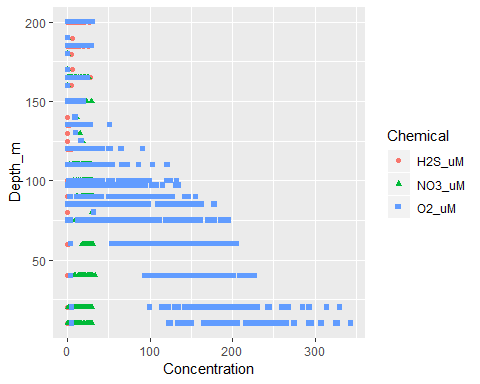 200
150
100
50
Depth_m
0
100
200
300
Concentration
Chemical
H2S_uM
NO3_uM
O2_uM